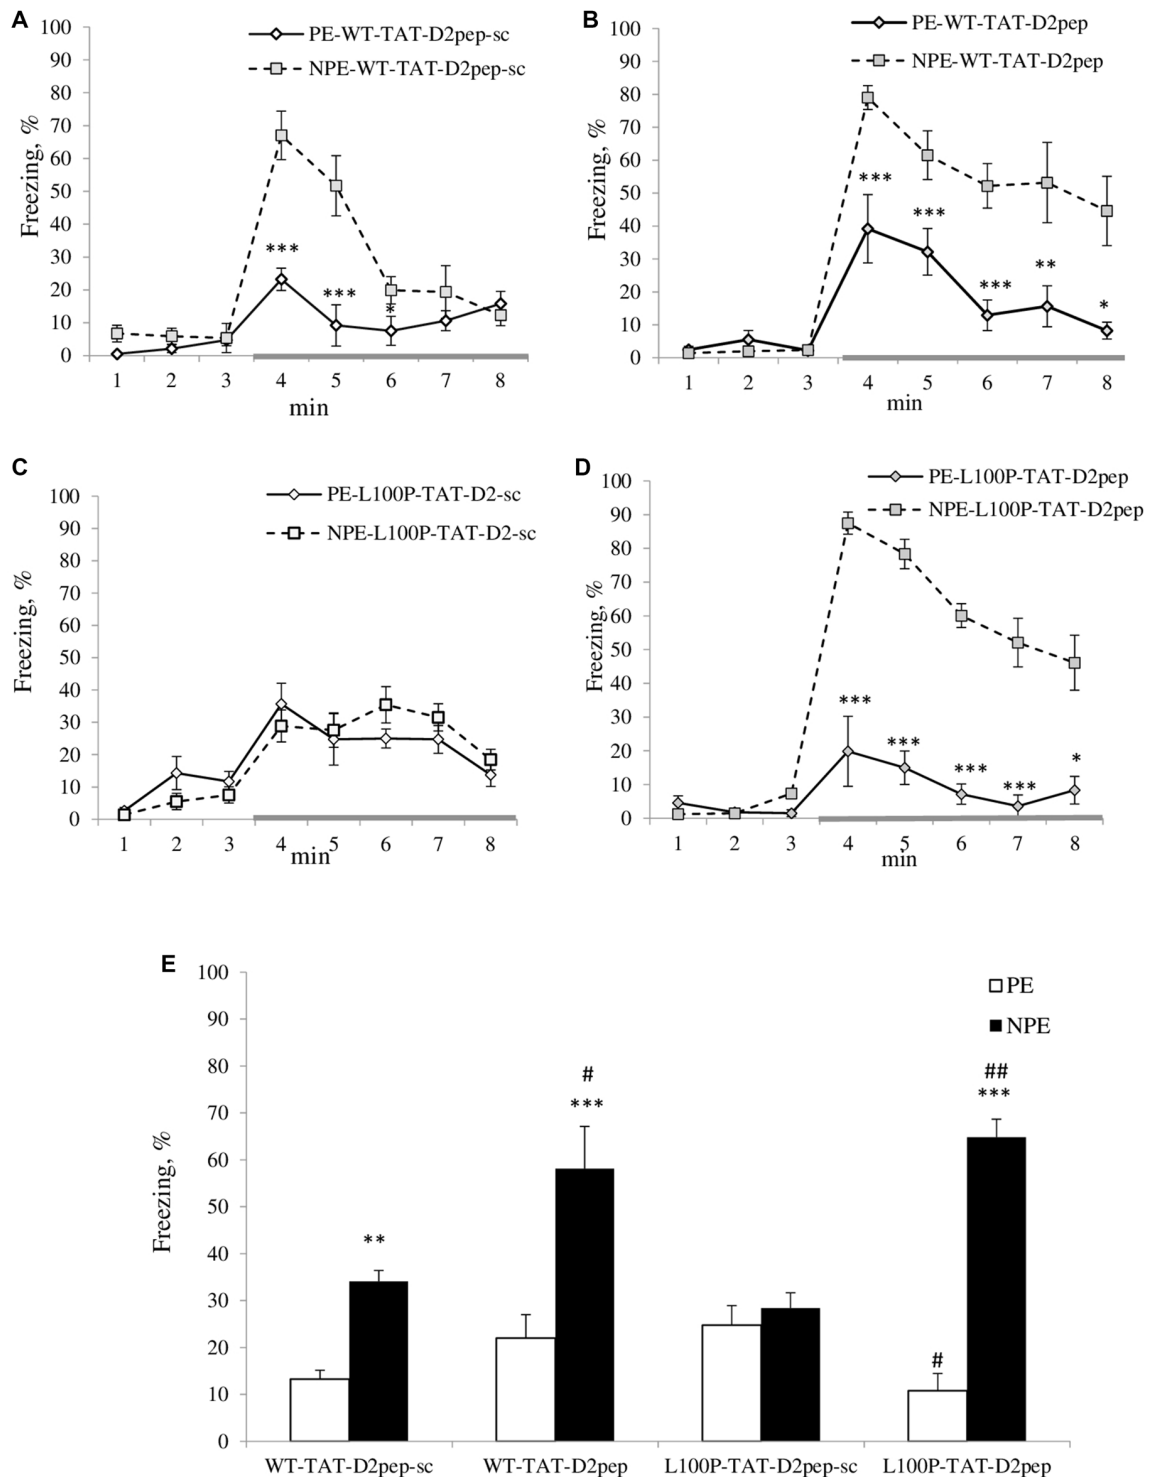 A
PE-WT-TAT-D2pep-sc
NPE-WT-TAT-D2pep-sc
Freezing, %
100
90
80
70
60
50
40
30
20
10
0
***
***
*
1 2 3 4 5 6 7 8
min
B
PE-WT-TAT-D2pep
NPE-WT-TAT-D2pep
Freezing, %
100
90
80
70
60
50
40
30
20
10
0
***
***
***
**
*
1 2 3 4 5 6 7 8
min
C
PE-L100P-TAT-D2-sc
NPE-L100P-TAT-D2-sc
Freezing, %
100
90
80
70
60
50
40
30
20
10
0
1 2 3 4 5 6 7 8
min
D
PE-L100P-TAT-D2pep
NPE-L100P-TAT-D2pep
Freezing, %
100
90
80
70
60
50
40
30
20
10
0
***
***
***
***
*
1 2 3 4 5 6 7 8
min
E
PE
NPE
Freezing, %
100
90
80
70
60
50
40
30
20
10
0
**
#
***
#
##
***
WT-TAT-D2pep-sc WT-TAT-D2pep L100P-TAT-D2pep-sc L100P-TAT-D2pep